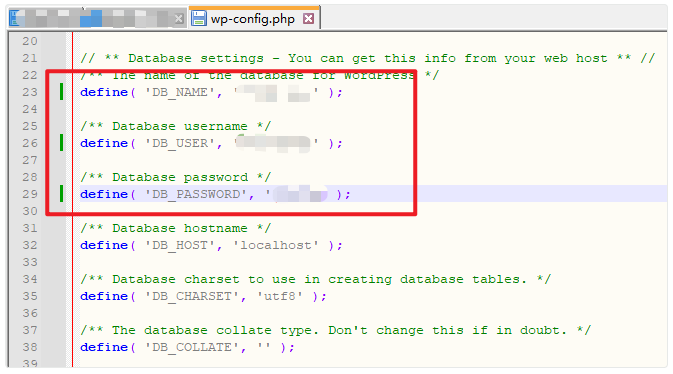 wp-config.php
20
21 // ** Database settings - You can get this info from your web host ** //
22 /** The name of the database for WordPress */
23 define( 'DB_NAME', ' ' );
24
25 /** Database username */
26 define( 'DB_USER', ' ' );
27
28 /** Database password */
29 define( 'DB_PASSWORD', ' );
30
31 /** Database hostname */
32 define( 'DB_HOST', 'localhost' );
33
34 /** Database charset to use in creating database tables. */
35 define( 'DB_CHARSET', 'utf8' );
36
37 /** The database collate type. Don't change this if in doubt. */
38 define( 'DB_COLLATE', '' );
39